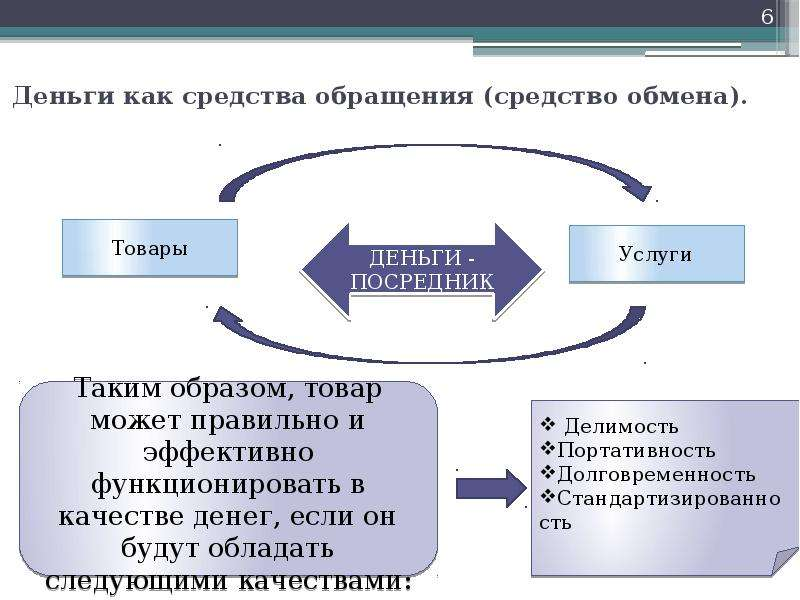 6
Деньги как средства обращения (средство обмена).
Товары
ДЕНЬГИ -
ПОСРЕДНИК
Услуги
Таким образом, товар
может правильно и
эффективно
функционировать в
качестве денег, если он
будут обладать
следующими качествами:
❖ Делимость
❖Портативность
❖Долговременность
❖Стандартизированно
сть